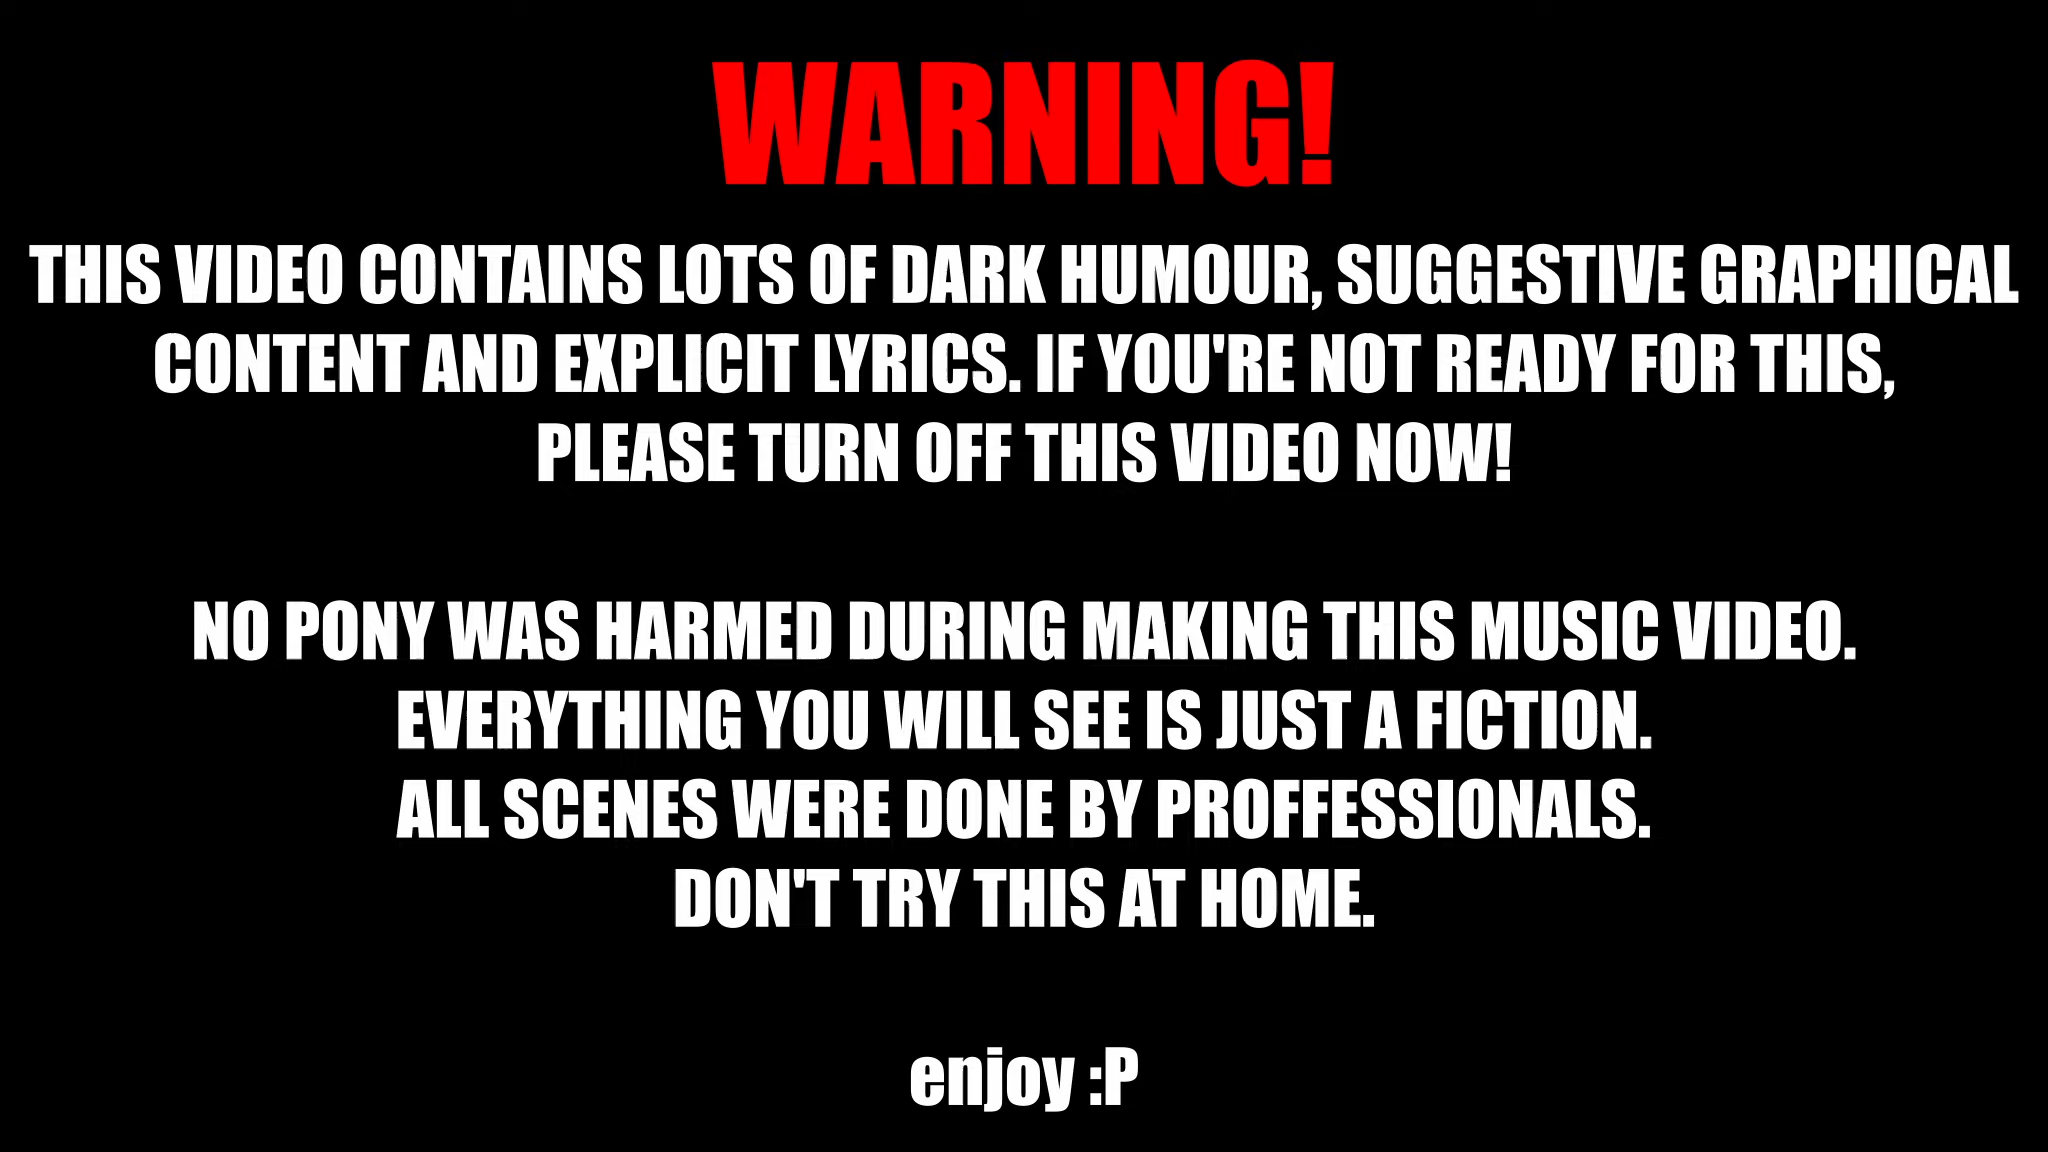 WARNING!
THIS VIDEO CONTAINS LOTS OF DARK HUMOUR, SUGGESTIVE GRAPHICAL
CONTENT AND EXPLICIT LYRICS. IF YOU'RE NOT READY FOR THIS,
PLEASE TURN OFF THIS VIDEO NOW!
NO PONY WAS HARMED DURING MAKING THIS MUSIC VIDEO.
EVERYTHING YOU WILL SEE IS JUST A FICTION.
ALL SCENES WERE DONE BY PROFFESSIONALS.
DON'T TRY THIS AT HOME.
enjoy :P